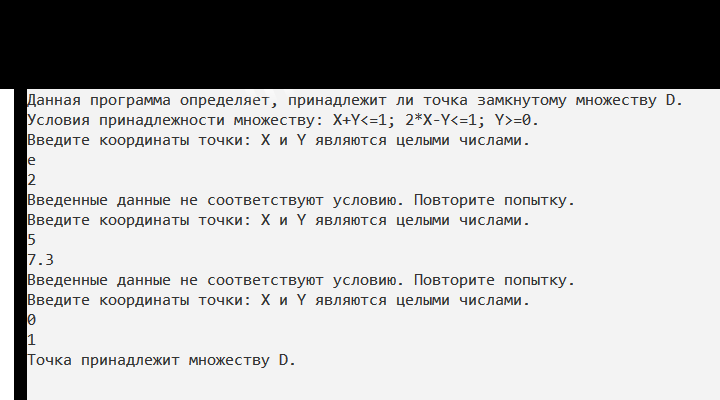 Данная программа определяет, принадлежит ли точка замкнутому множеству D.
Условия принадлежности множеству: X+Y<=1; 2*X-Y<=1; Y>=0.
Введите координаты точки: X и Y являются целыми числами.
е
2
Введенные данные не соответствуют условию. Повторите попытку.
Введите координаты точки: X и Y являются целыми числами.
5
7.3
Введенные данные не соответствуют условию. Повторите попытку.
Введите координаты точки: X и Y являются целыми числами.
0
1
Точка принадлежит множеству D.